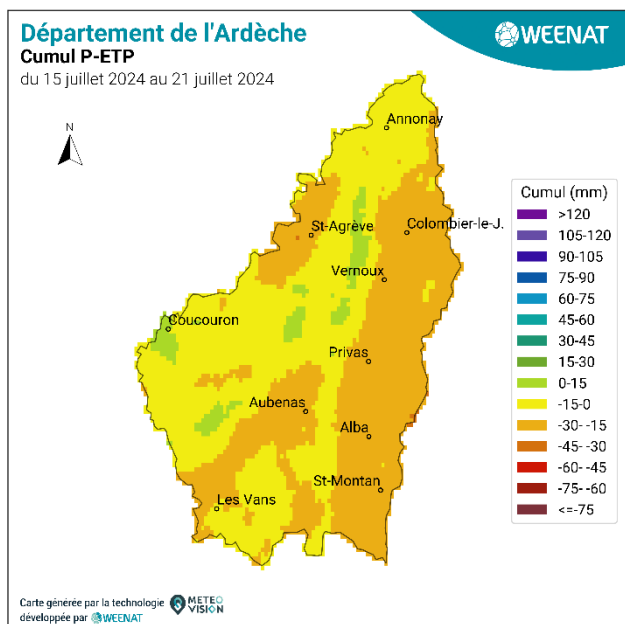 Département de l'Ardèche
Cumul P-ETP
du 15 juillet 2024 au 21 juillet 2024
WEENAT
N
Annonay
St-Agrève
Colombier-le-J.
Vernoux
Coucouron
Privas
Aubenas
Alba
St-Montan
Les Vans
Cumul (mm)
>120
105-120
90-105
75-90
60-75
45-60
30-45
15-30
0-15
-15-0
-30--15
-45--30
-60--45
-75--60
<=-75
Carte générée par la technologie METEO VISION
développée par WEENAT